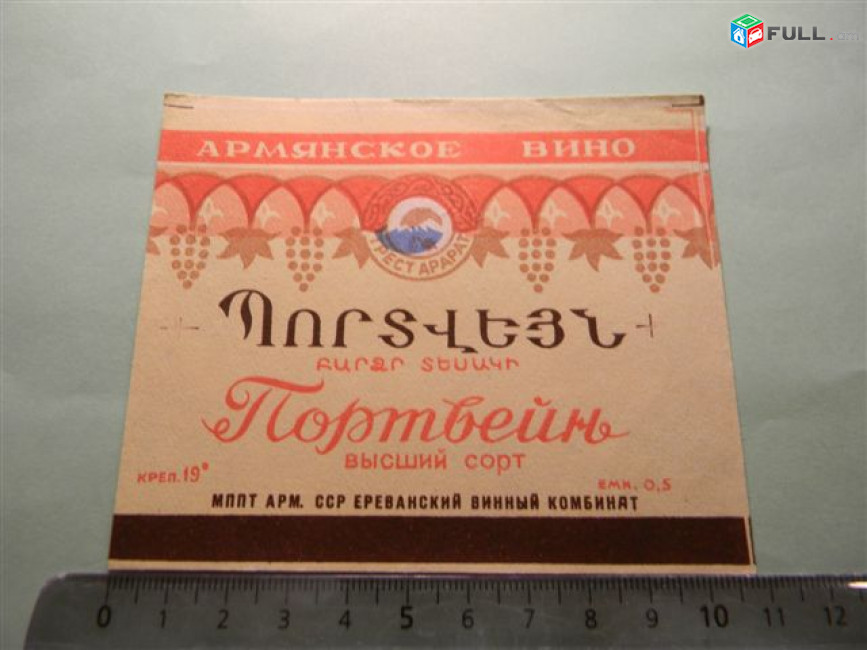 FULL.am
АРМЯНСКОЕ ВИНО
ТРЕСТ АРАРАТ
ՊՈՐՏՎԵՅՆ
ԲԱՐՁՐ ՏԵՍԱԿԻ
Портвейн
ВЫСШИЙ СОРТ
КРЕП. 19°
ЕМК. 0,5
МППТ АРМ. ССР ЕРЕВАНСКИЙ ВИННЫЙ КОМБИНАТ
0 1 2 3 4 5 6 7 8 9 10 11 12